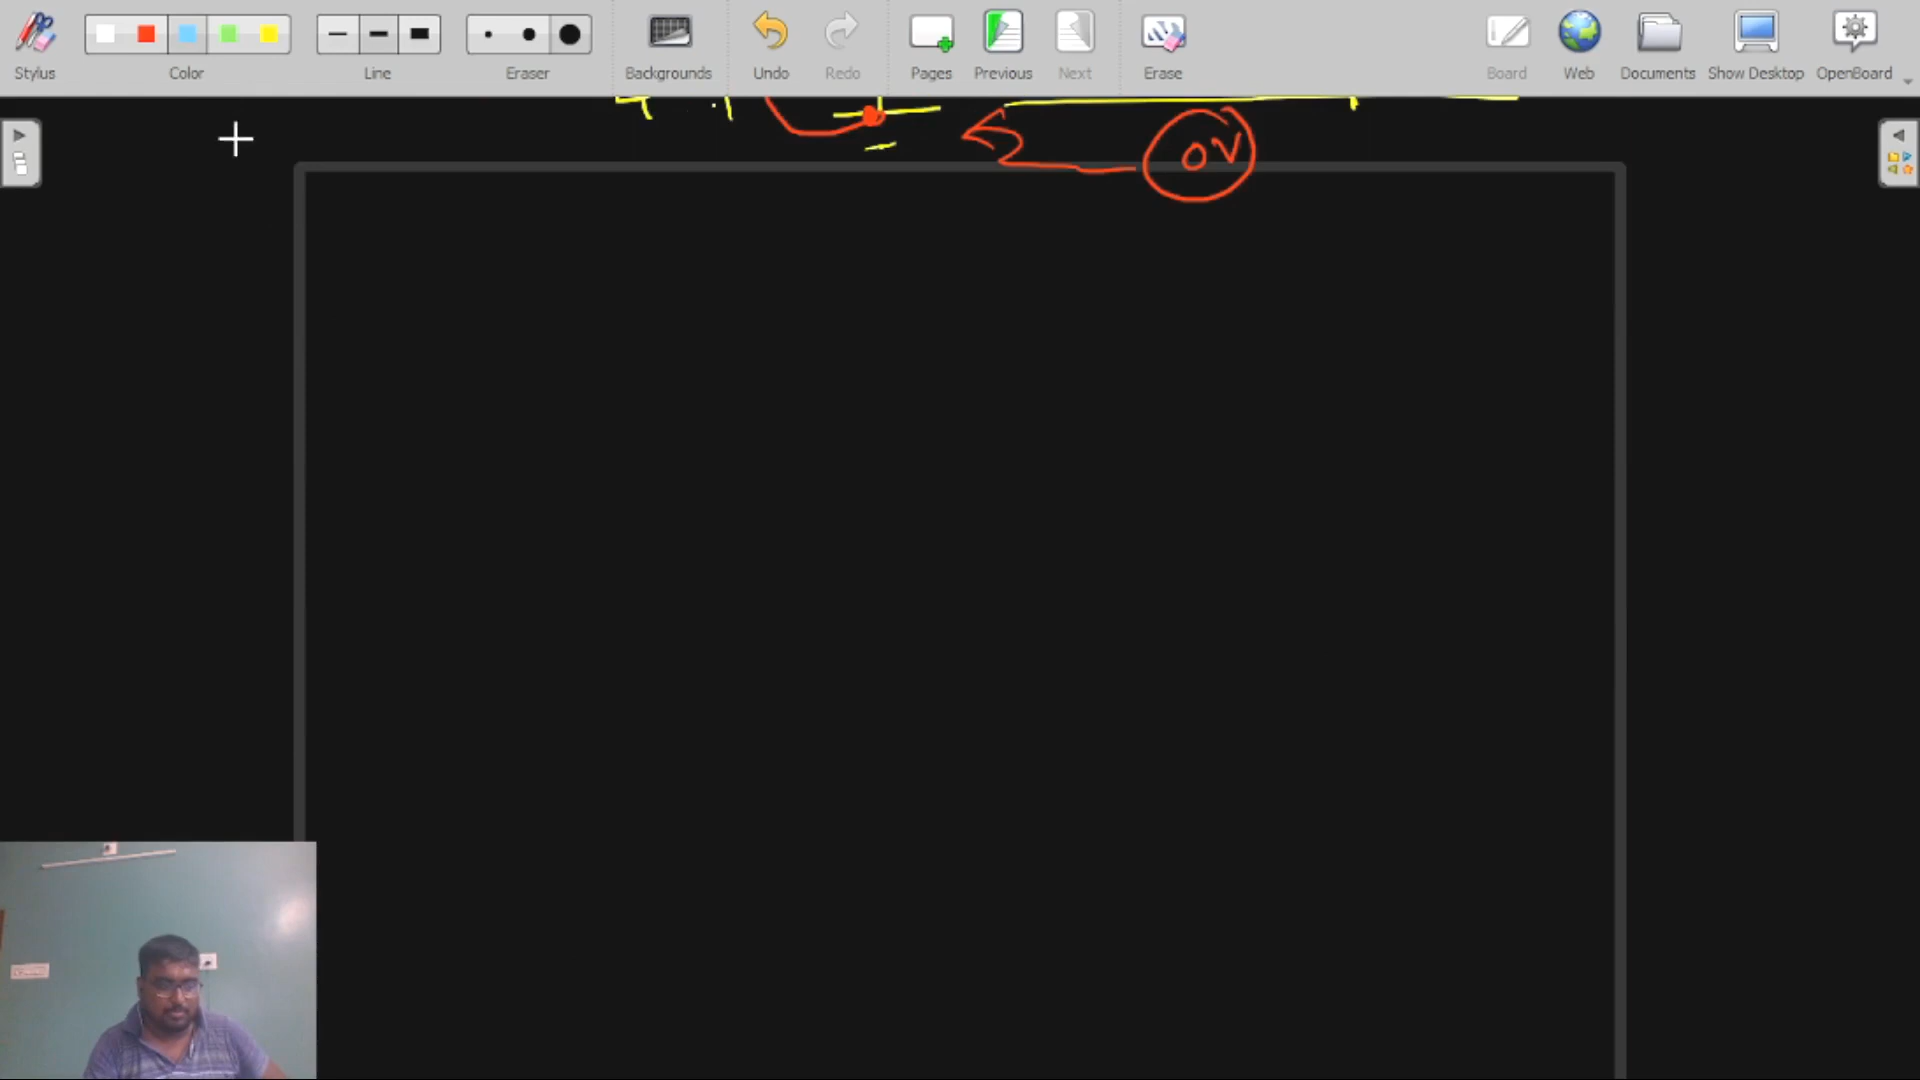 Stylus
Color
Line
Eraser
Backgrounds
Undo
Redo
Pages
Previous
Next
Erase
Board
Web
Documents
Show Desktop
OpenBoard
0V